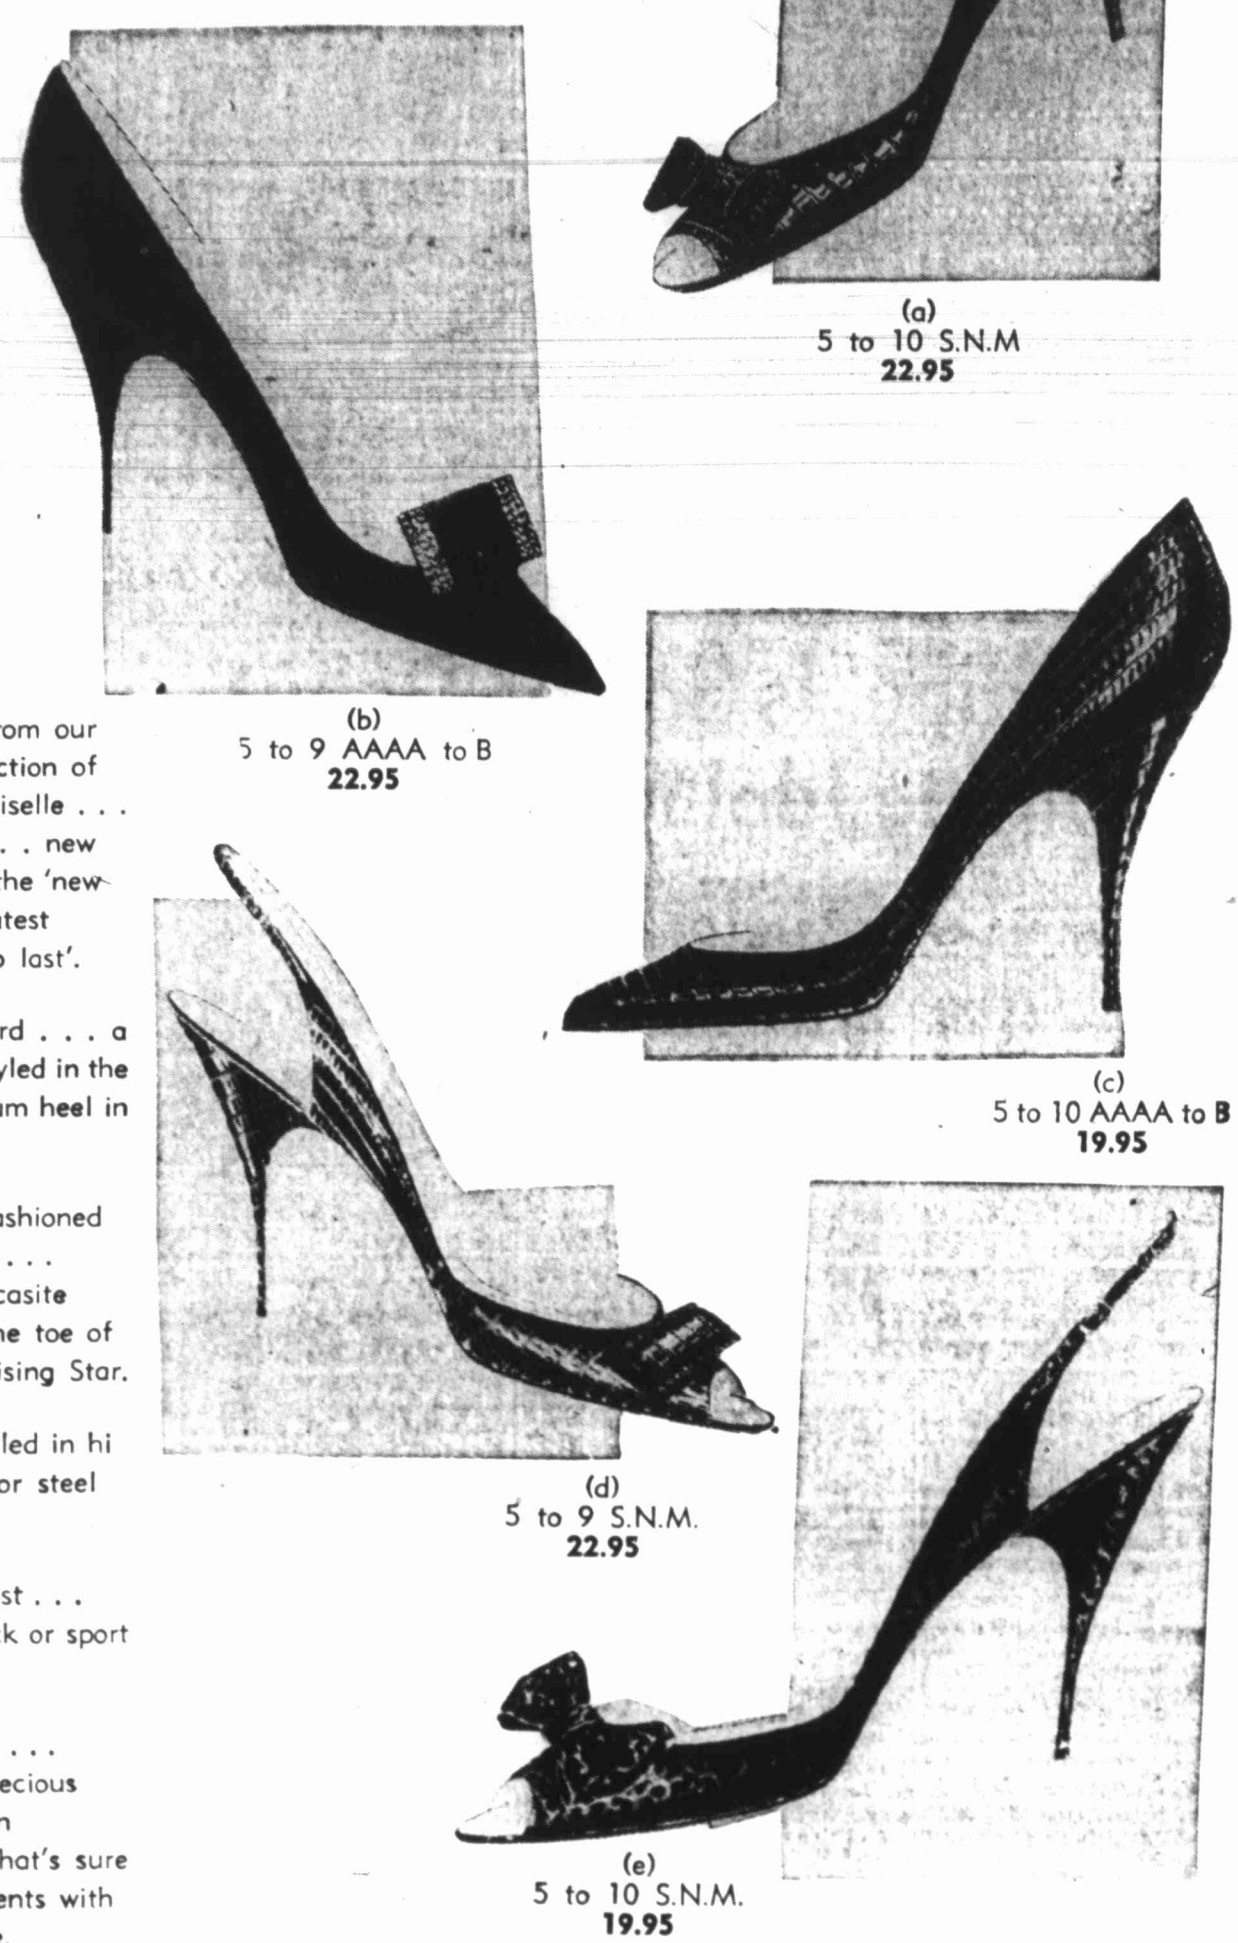 (a)
5 to 10 S.N.M
22.95
(b)
5 to 9 AAAA to B
22.95
(c)
5 to 10 AAAA to B
19.95
(d)
5 to 9 S.N.M.
22.95
(e)
5 to 10 S.N.M.
19.95
om our
ction of
iselle . . .
. . new
the 'new
test
last'.
rd . . . a
yled in the
um heel in
ashioned
. . .
casite
he toe of
ising Star.
led in hi
or steel
st . . .
ck or sport
. . .
ecious
n
hat's sure
ents with